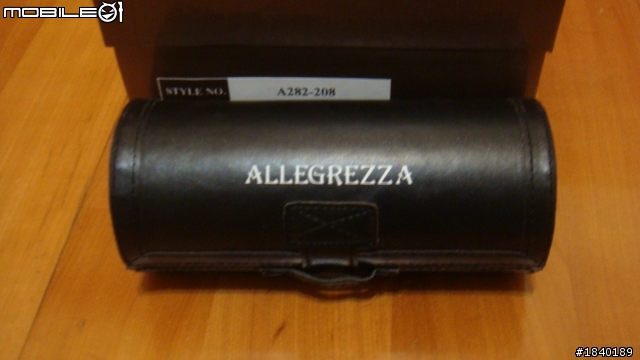 MOBILE01
STYLE NO. A282-208
ALLEGREZZA
#1840189